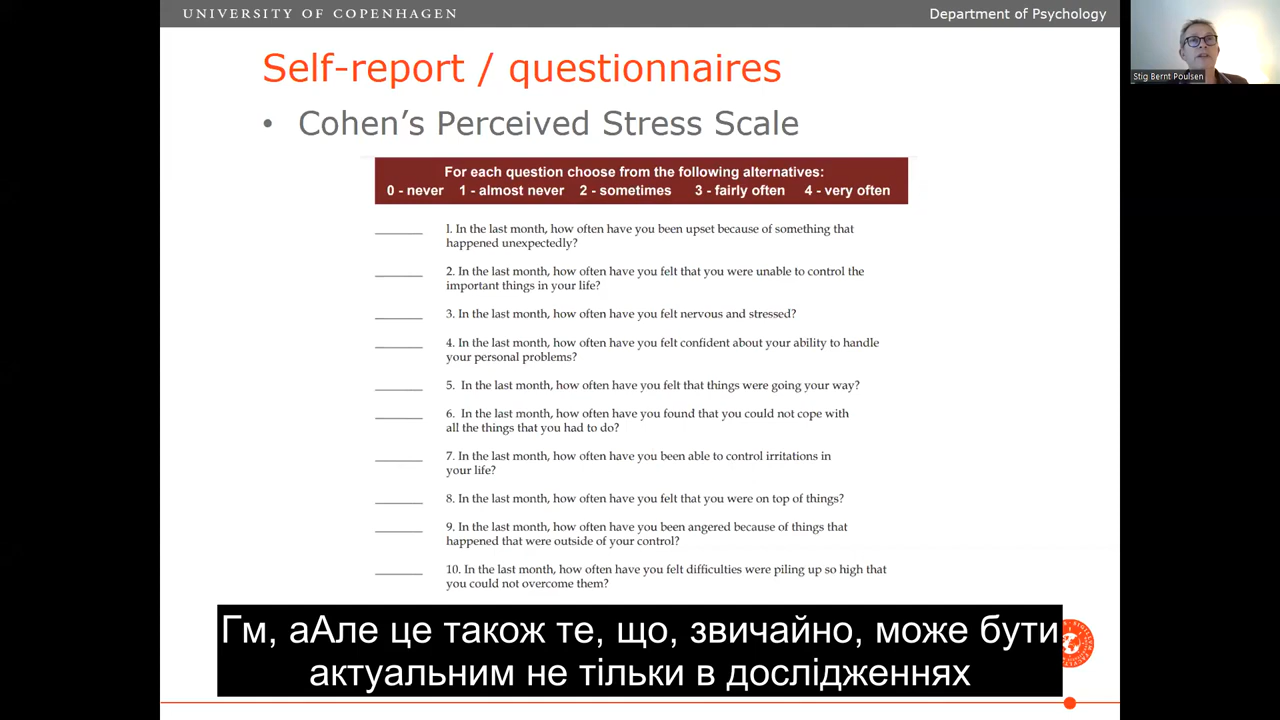 UNIVERSITY OF COPENHAGEN
Department of Psychology
Stig Bernt Poulsen
Self-report / questionnaires
• Cohen's Perceived Stress Scale
For each question choose from the following alternatives:
0 - never 1 - almost never 2 - sometimes 3 - fairly often 4 - very often
l. In the last month, how often have you been upset because of something that
happened unexpectedly?
2. In the last month, how often have you felt that you were unable to control the
important things in your life?
3. In the last month, how often have you felt nervous and stressed?
4. In the last month, how often have you felt confident about your ability to handle
your personal problems?
5. In the last month, how often have you felt that things were going your way?
6. In the last month, how often have you found that you could not cope with
all the things that you had to do?
7. In the last month, how often have you been able to control irritations in
your life?
8. In the last month, how often have you felt that you were on top of things?
9. In the last month, how often have you been angered because of things that
happened that were outside of your control?
10. In the last month, how often have you felt difficulties were piling up so high that
you could not overcome them?
Гм, аАле це також те, що, звичайно, може бути
актуальним не тільки в дослідженнях